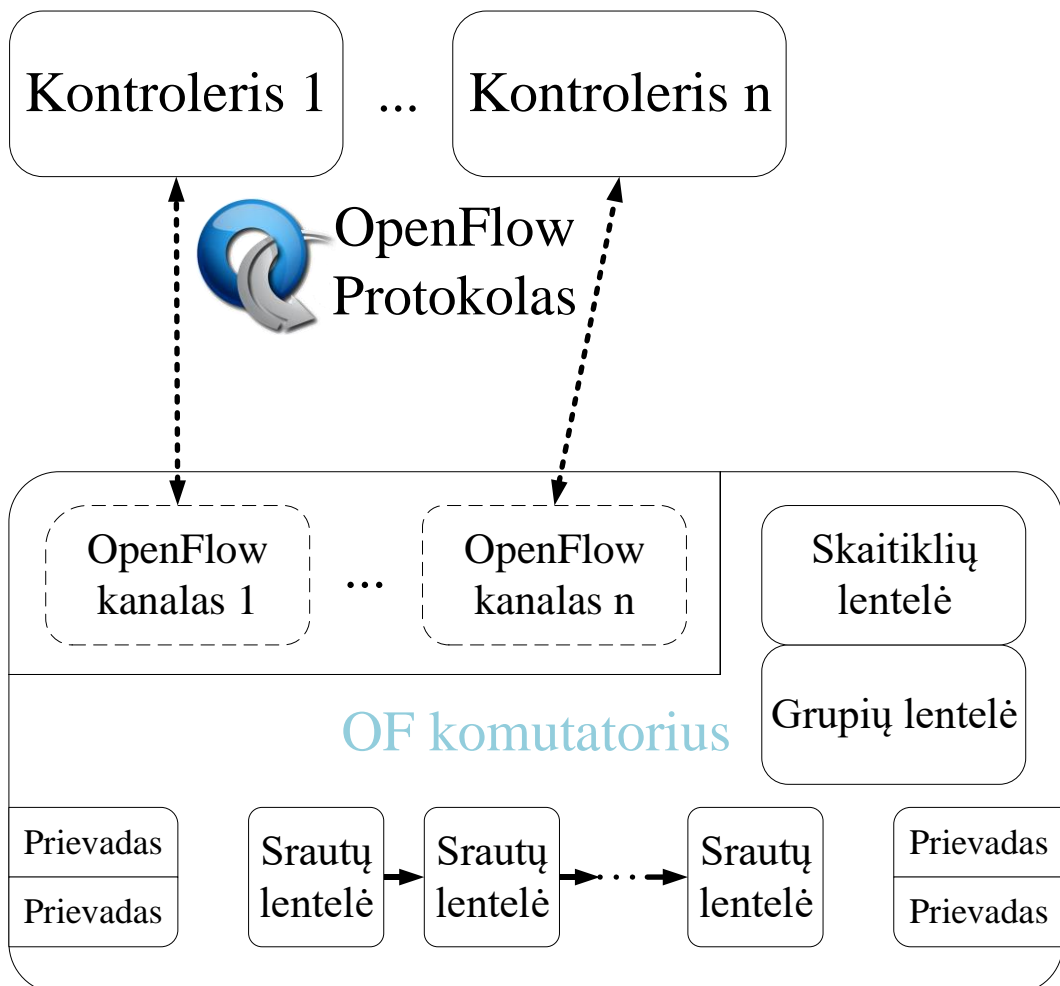 Kontroleris 1
...
Kontroleris n
OpenFlow
Protokolas
OpenFlow
kanalas 1
...
OpenFlow
kanalas n
Skaitiklių
lentelė
Grupių lentelė
OF komutatorius
Prievadas
Prievadas
Srautų
lentelė
Srautų
lentelė
...
Srautų
lentelė
Prievadas
Prievadas